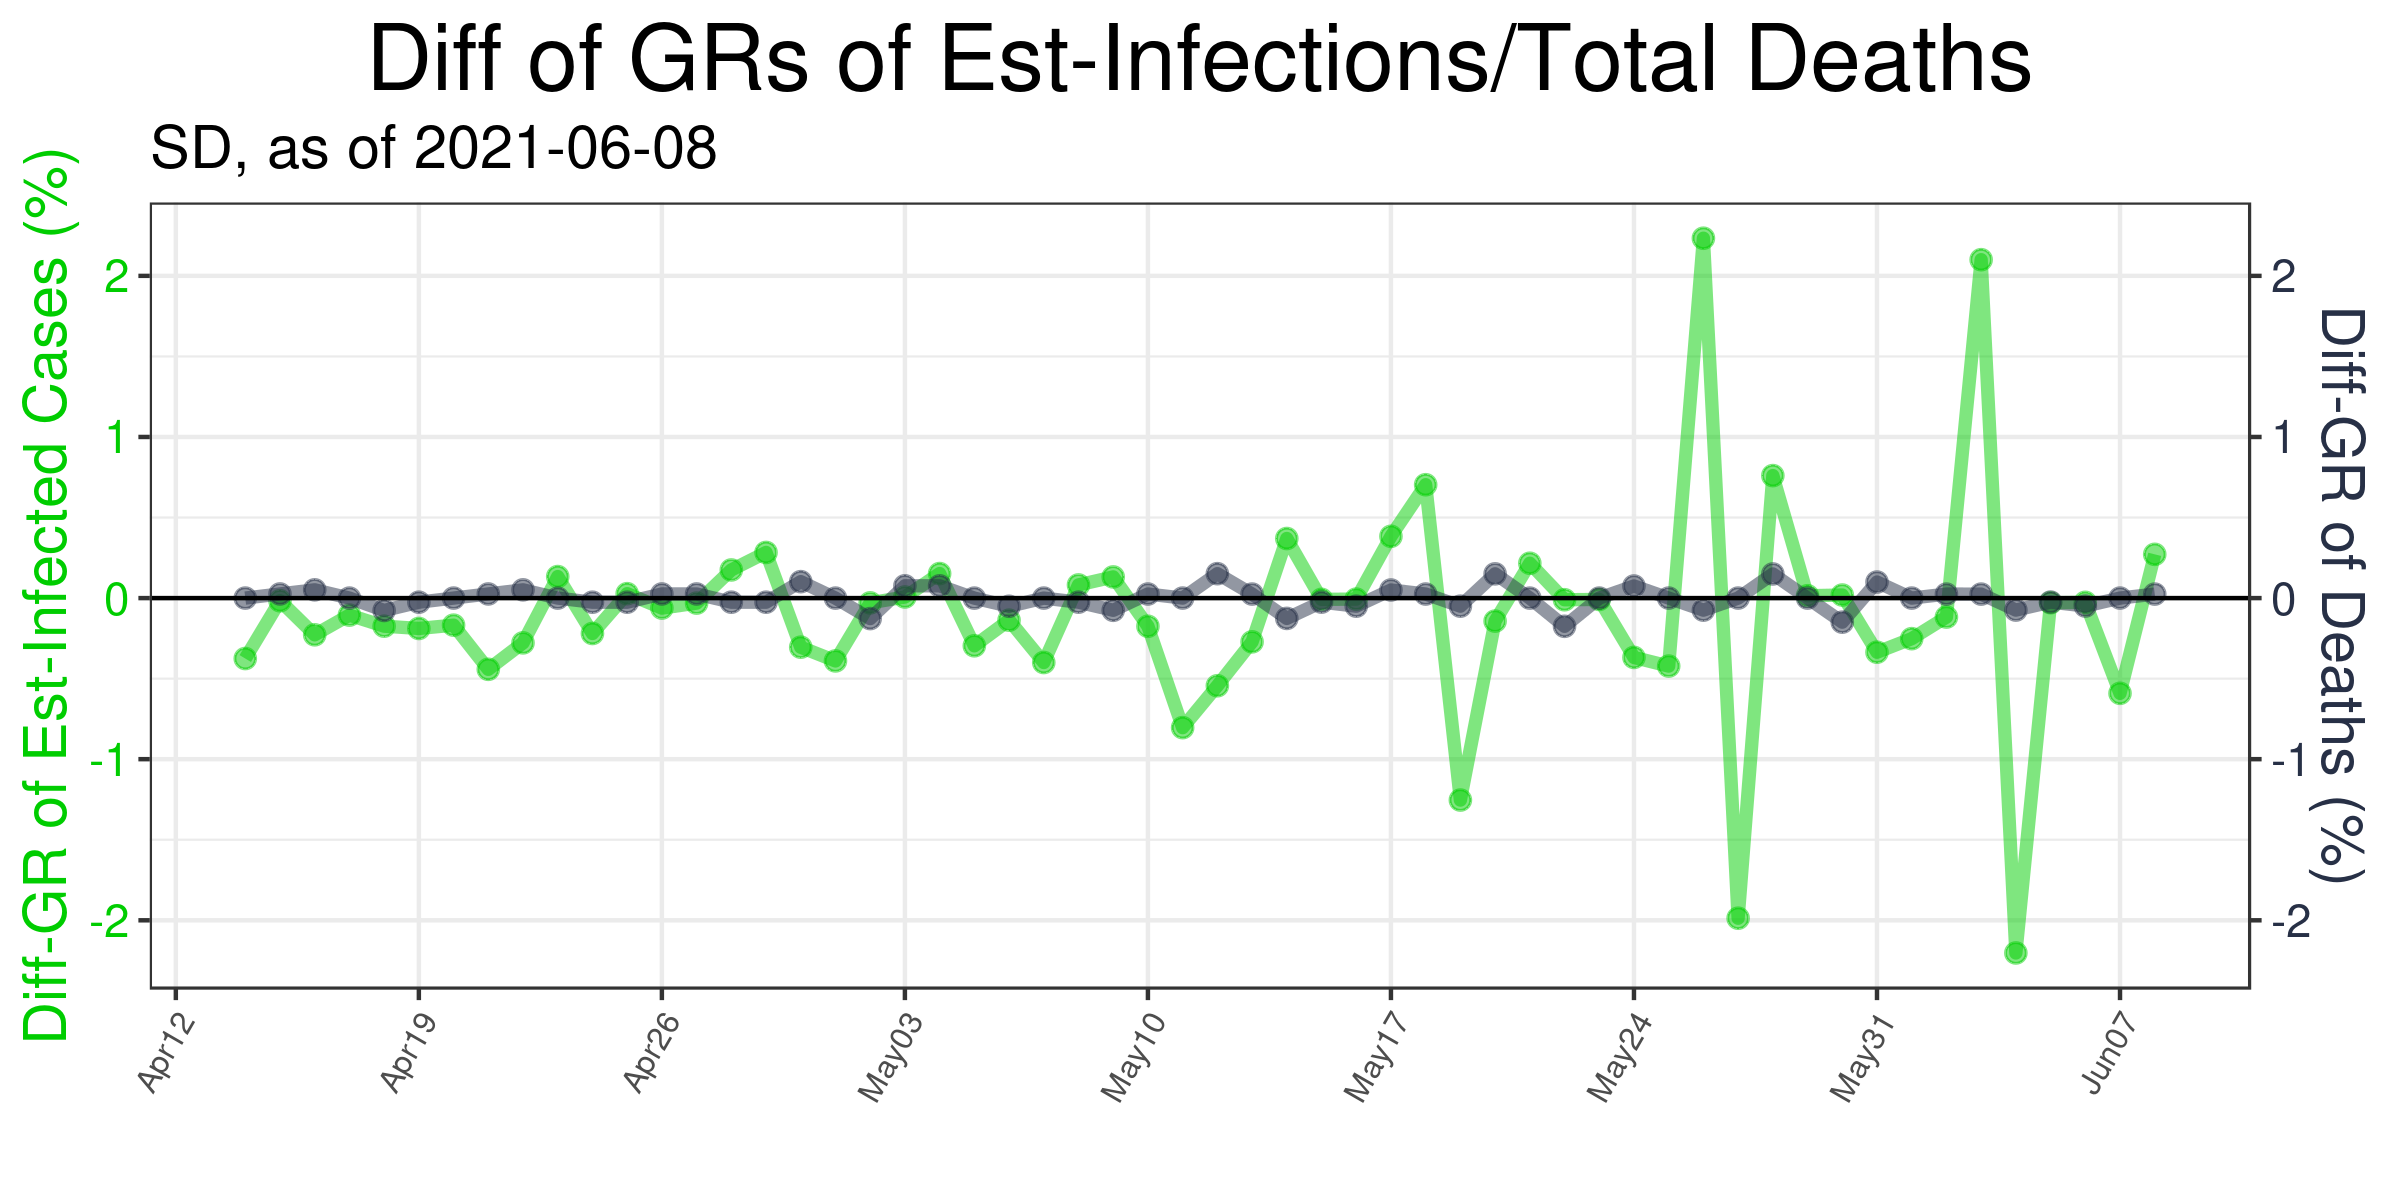 Diff of GRs of Est-Infections/Total Deaths
SD, as of 2021-06-08
Diff-GR of Est-Infected Cases (%)
2
1
0
-1
-2
2
1
0
-1
-2
Diff-GR of Deaths (%)
Apr12
Apr19
Apr26
May03
May10
May17
May24
May31
Jun07